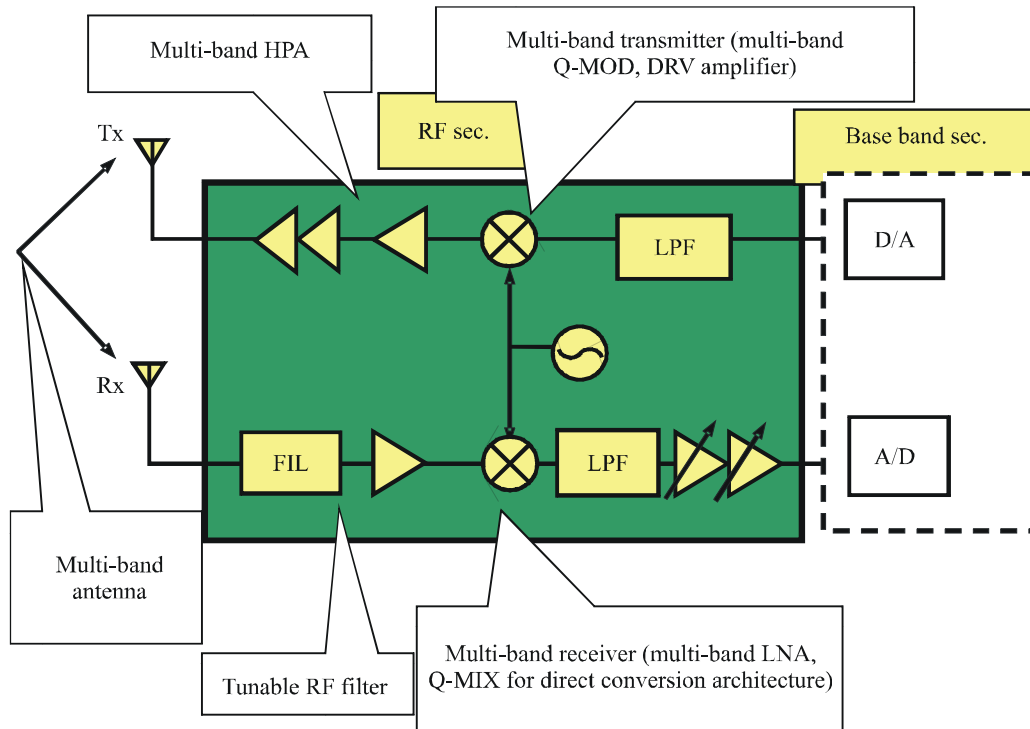 Multi-band HPA
Multi-band transmitter (multi-band
Q-MOD, DRV amplifier)
RF sec.
Base band sec.
Tx
LPF
D/A
Rx
FIL
LPF
A/D
Multi-band
antenna
Tunable RF filter
Multi-band receiver (multi-band LNA,
Q-MIX for direct conversion architecture)